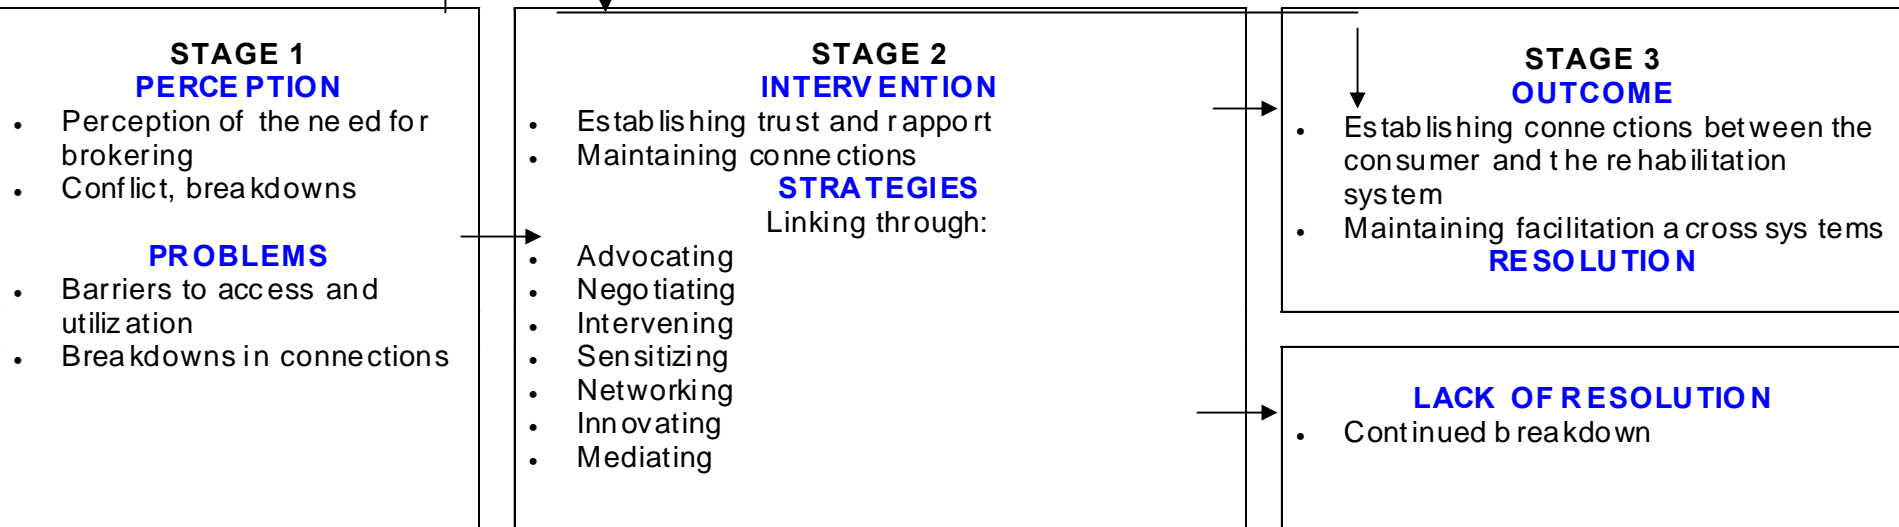 STAGE 1
PERCEPTION
• Perception of the need for
brokering
• Conflict, breakdowns
PROBLEMS
• Barriers to access and
utilization
• Breakdowns in connections
STAGE 2
INTERVENTION
• Establishing trust and rapport
• Maintaining connections
STRATEGIES
Linking through:
• Advocating
• Negotiating
• Intervening
• Sensitizing
• Networking
• Innovating
• Mediating
STAGE 3
OUTCOME
• Establishing connections between the
consumer and the rehabilitation
system
• Maintaining facilitation across systems
RESOLUTION
LACK OF RESOLUTION
• Continued breakdown